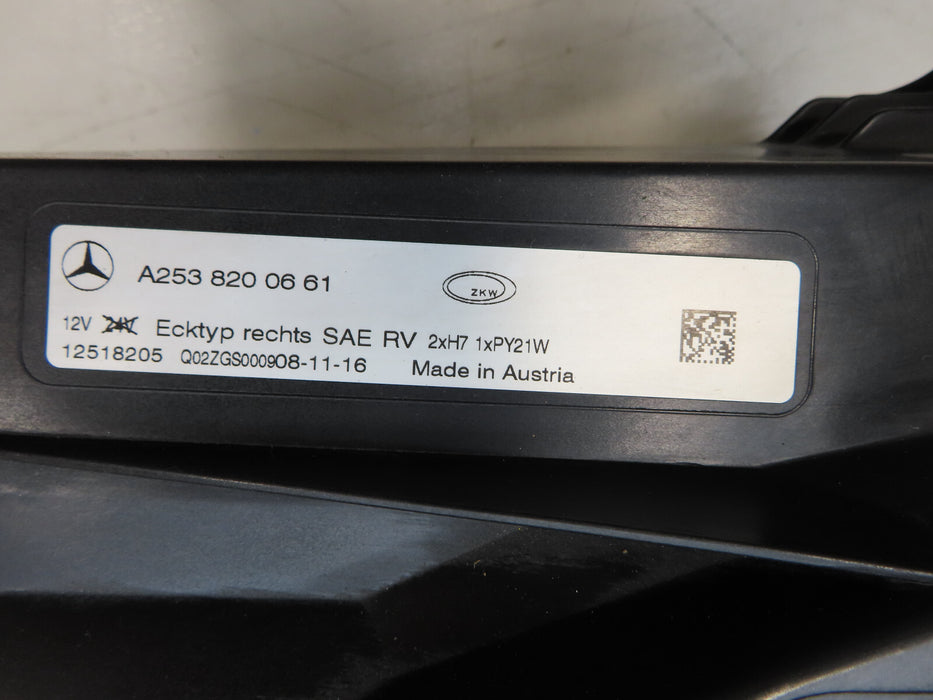 A253 820 06 61
ZKW
12V 24V Ecktyp rechts SAE RV 2xH7 1xPY21W
12518205 Q02ZGS000908-11-16 Made in Austria